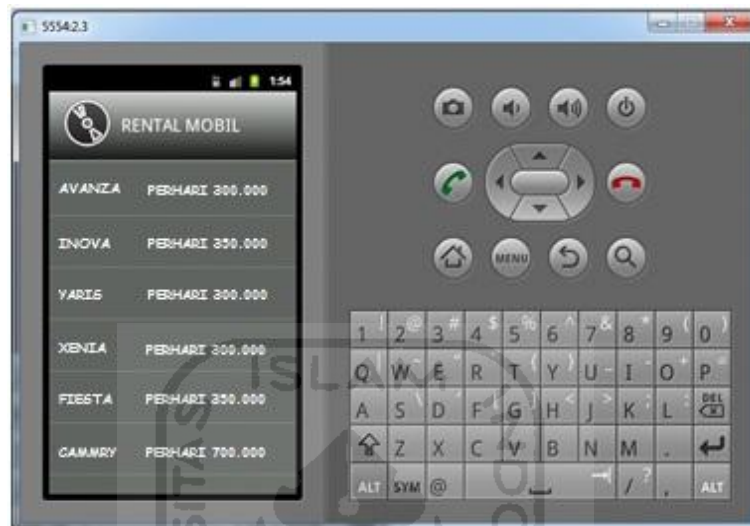 5554:2.3
1:54
RENTAL MOBIL
AVANZA PERHARI 300.000
INOVA PERHARI 350.000
YARIS PERHARI 300.000
XENIA PERHARI 300.000
FIESTA PERHARI 350.000
CAMMRY PERHARI 700.000
MENU
1 ! 2 @ 3 # 4 $ 5 % 6 ^ 7 & 8 * 9 ( 0 )
Q W E R T Y U I O P
A S D F G H J K L DEL
Z X C V B N M .
ALT SYM @ / ? , ALT
ISLAM
SITAS